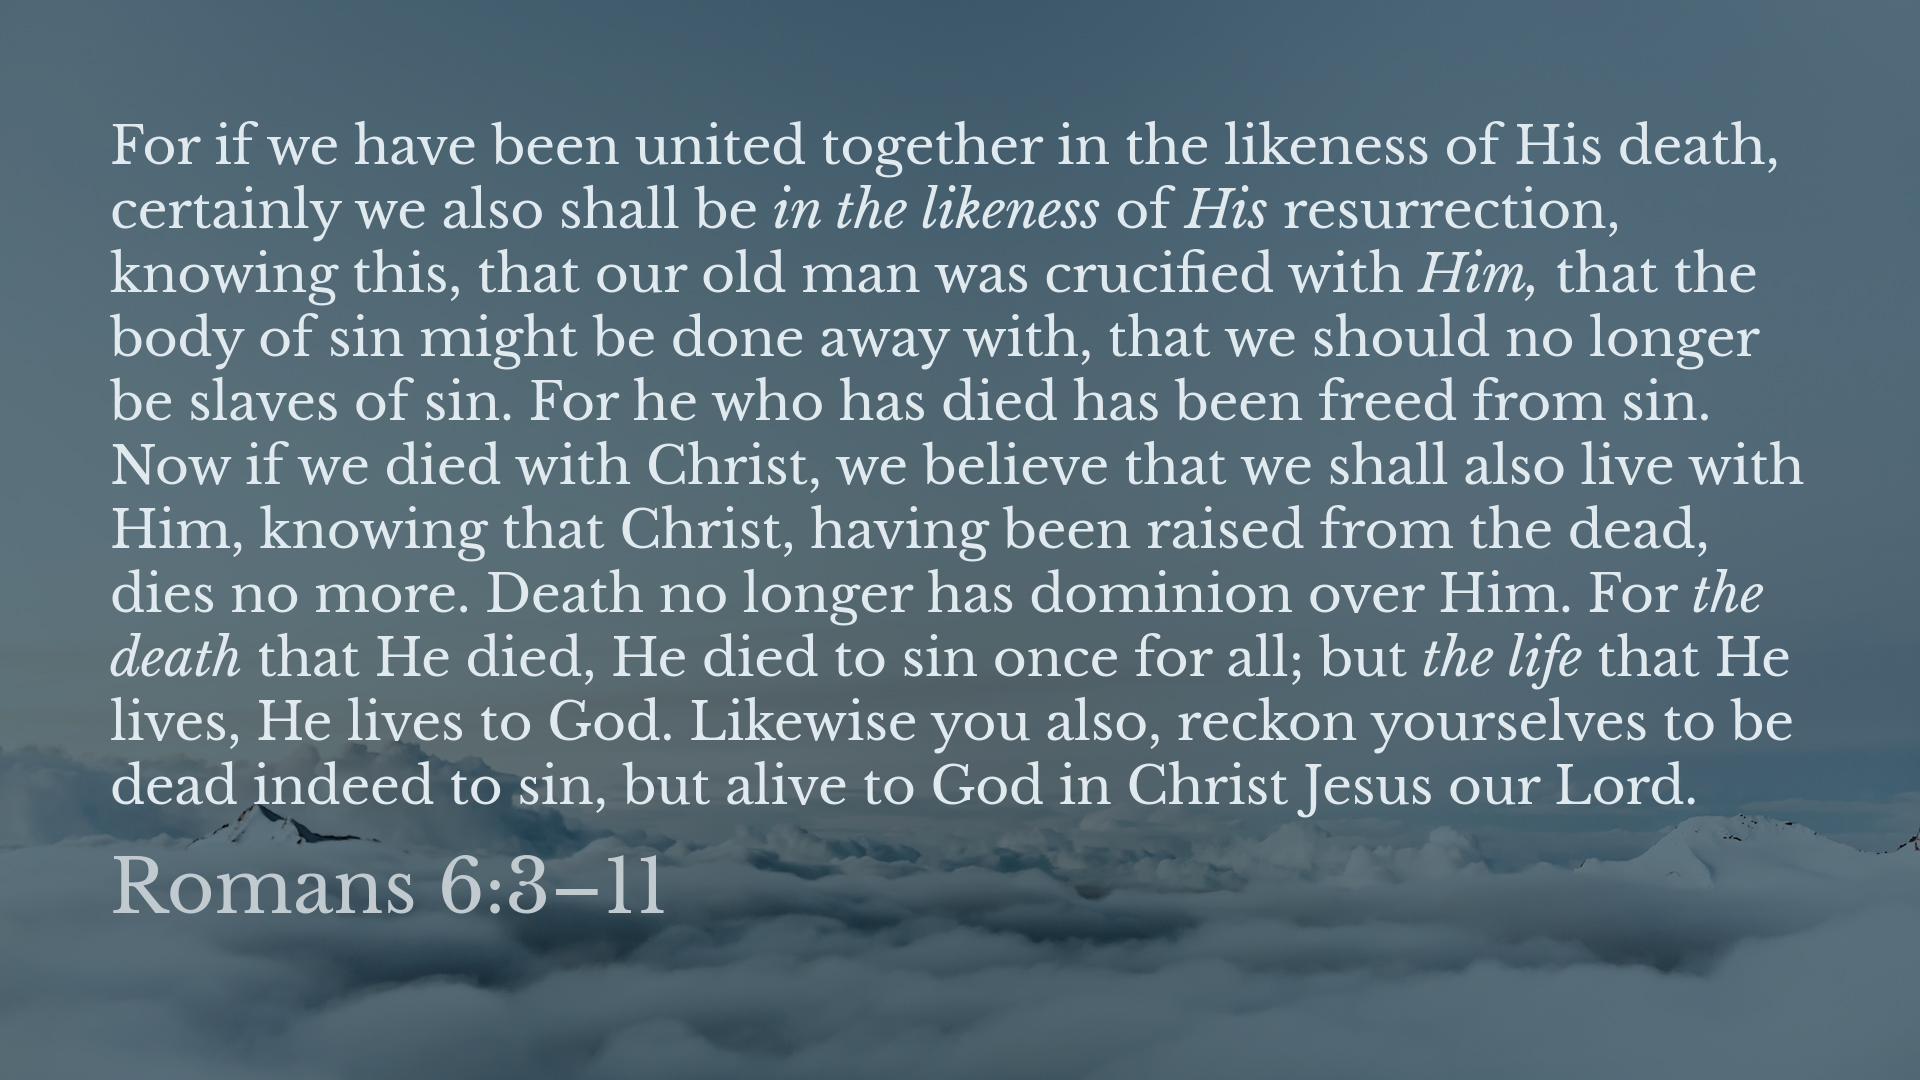 For if we have been united together in the likeness of His death,
certainly we also shall be in the likeness of His resurrection,
knowing this, that our old man was crucified with Him, that the
body of sin might be done away with, that we should no longer
be slaves of sin. For he who has died has been freed from sin.
Now if we died with Christ, we believe that we shall also live with
Him, knowing that Christ, having been raised from the dead,
dies no more. Death no longer has dominion over Him. For the
death that He died, He died to sin once for all; but the life that He
lives, He lives to God. Likewise you also, reckon yourselves to be
dead indeed to sin, but alive to God in Christ Jesus our Lord.
Romans 6:3–11